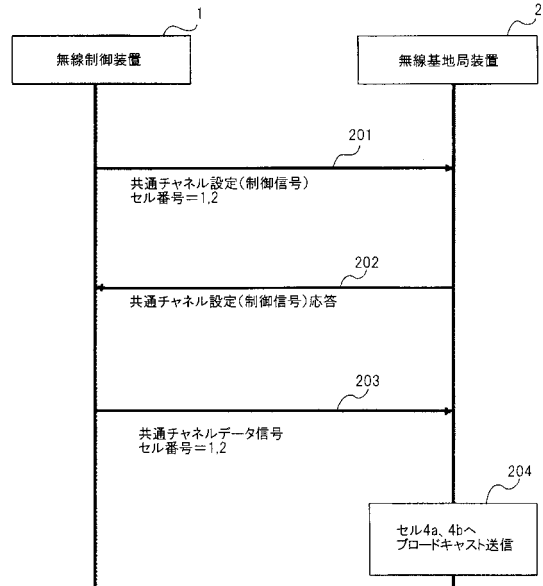 1
2
無線制御装置
無線基地局装置
201
共通チャネル設定(制御信号)
セル番号=1,2
202
共通チャネル設定(制御信号)応答
203
共通チャネルデータ信号
セル番号=1,2
204
セル4a、4bへ
ブロードキャスト送信